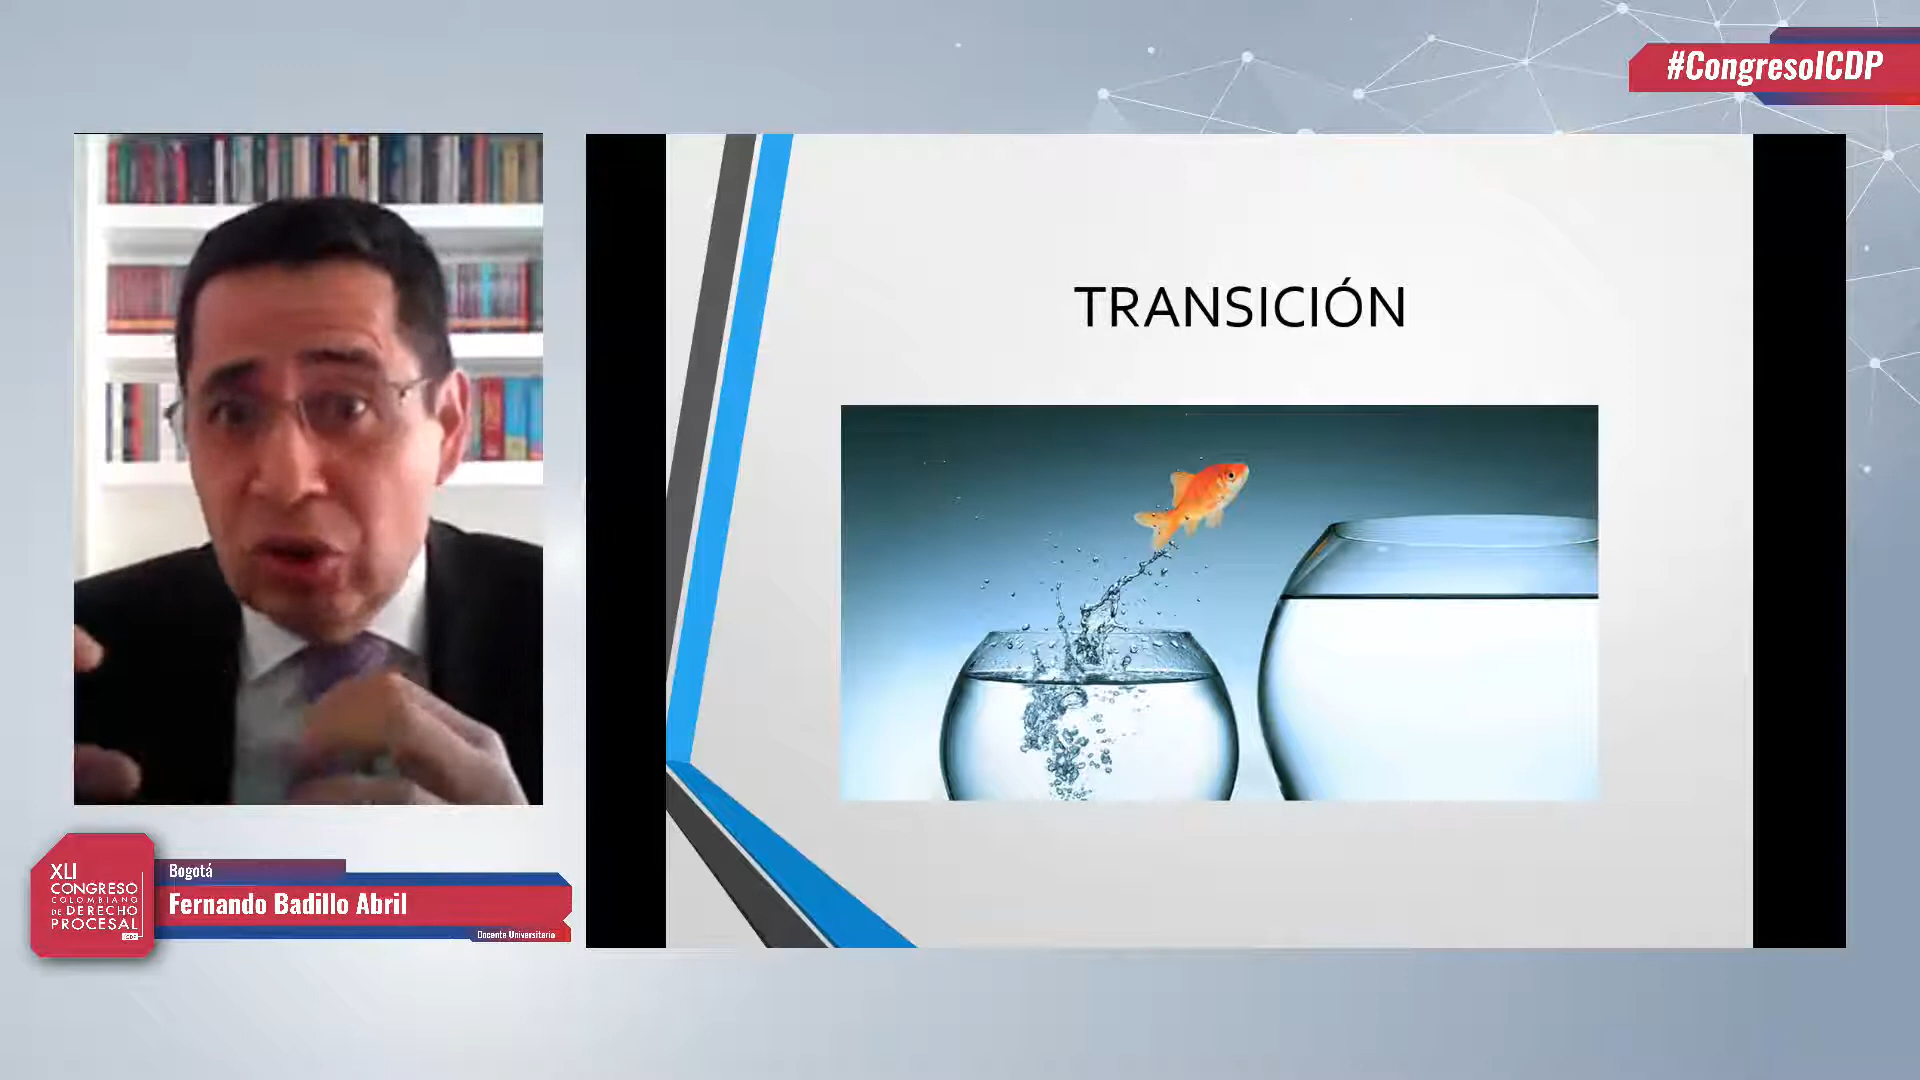 #CongresoICDP
TRANSICIÓN
XLI
CONGRESO
COLOMBIANO
DE DERECHO
PROCESAL
Bogotá
Fernando Badillo Abril
Docente Universitario